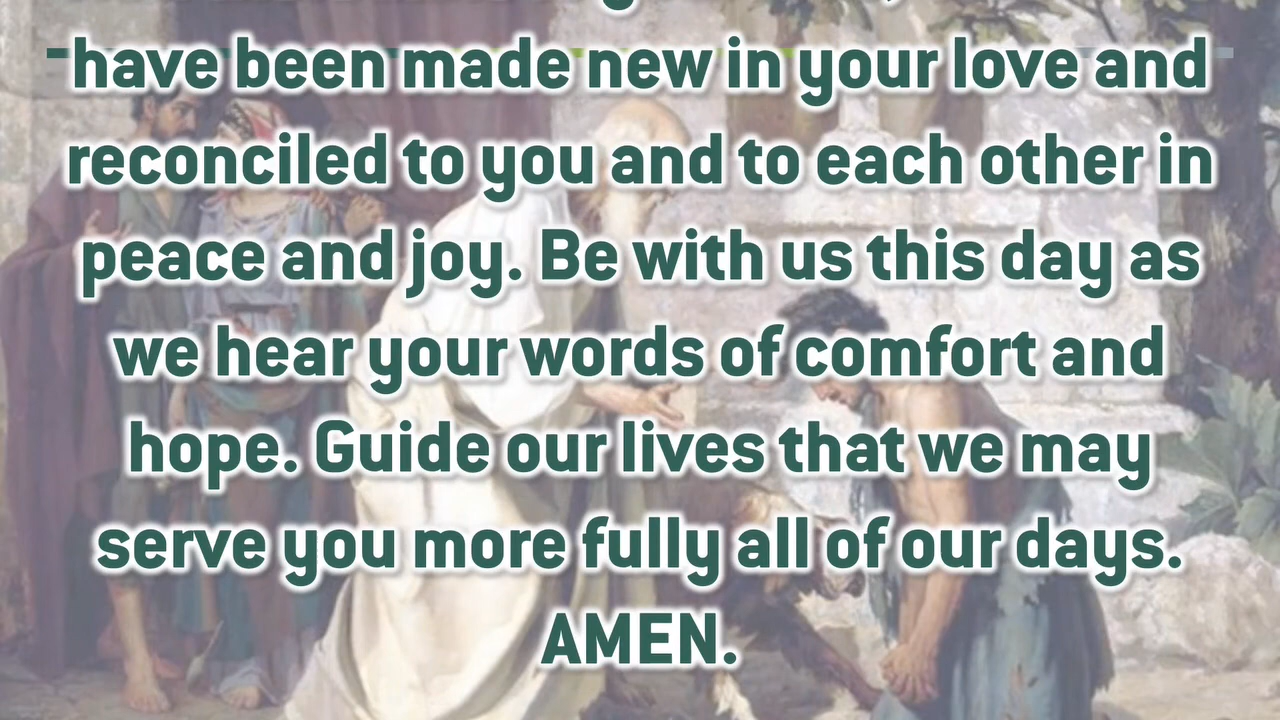 have been made new in your love and
reconciled to you and to each other in
peace and joy. Be with us this day as
we hear your words of comfort and
hope. Guide our lives that we may
serve you more fully all of our days.
AMEN.